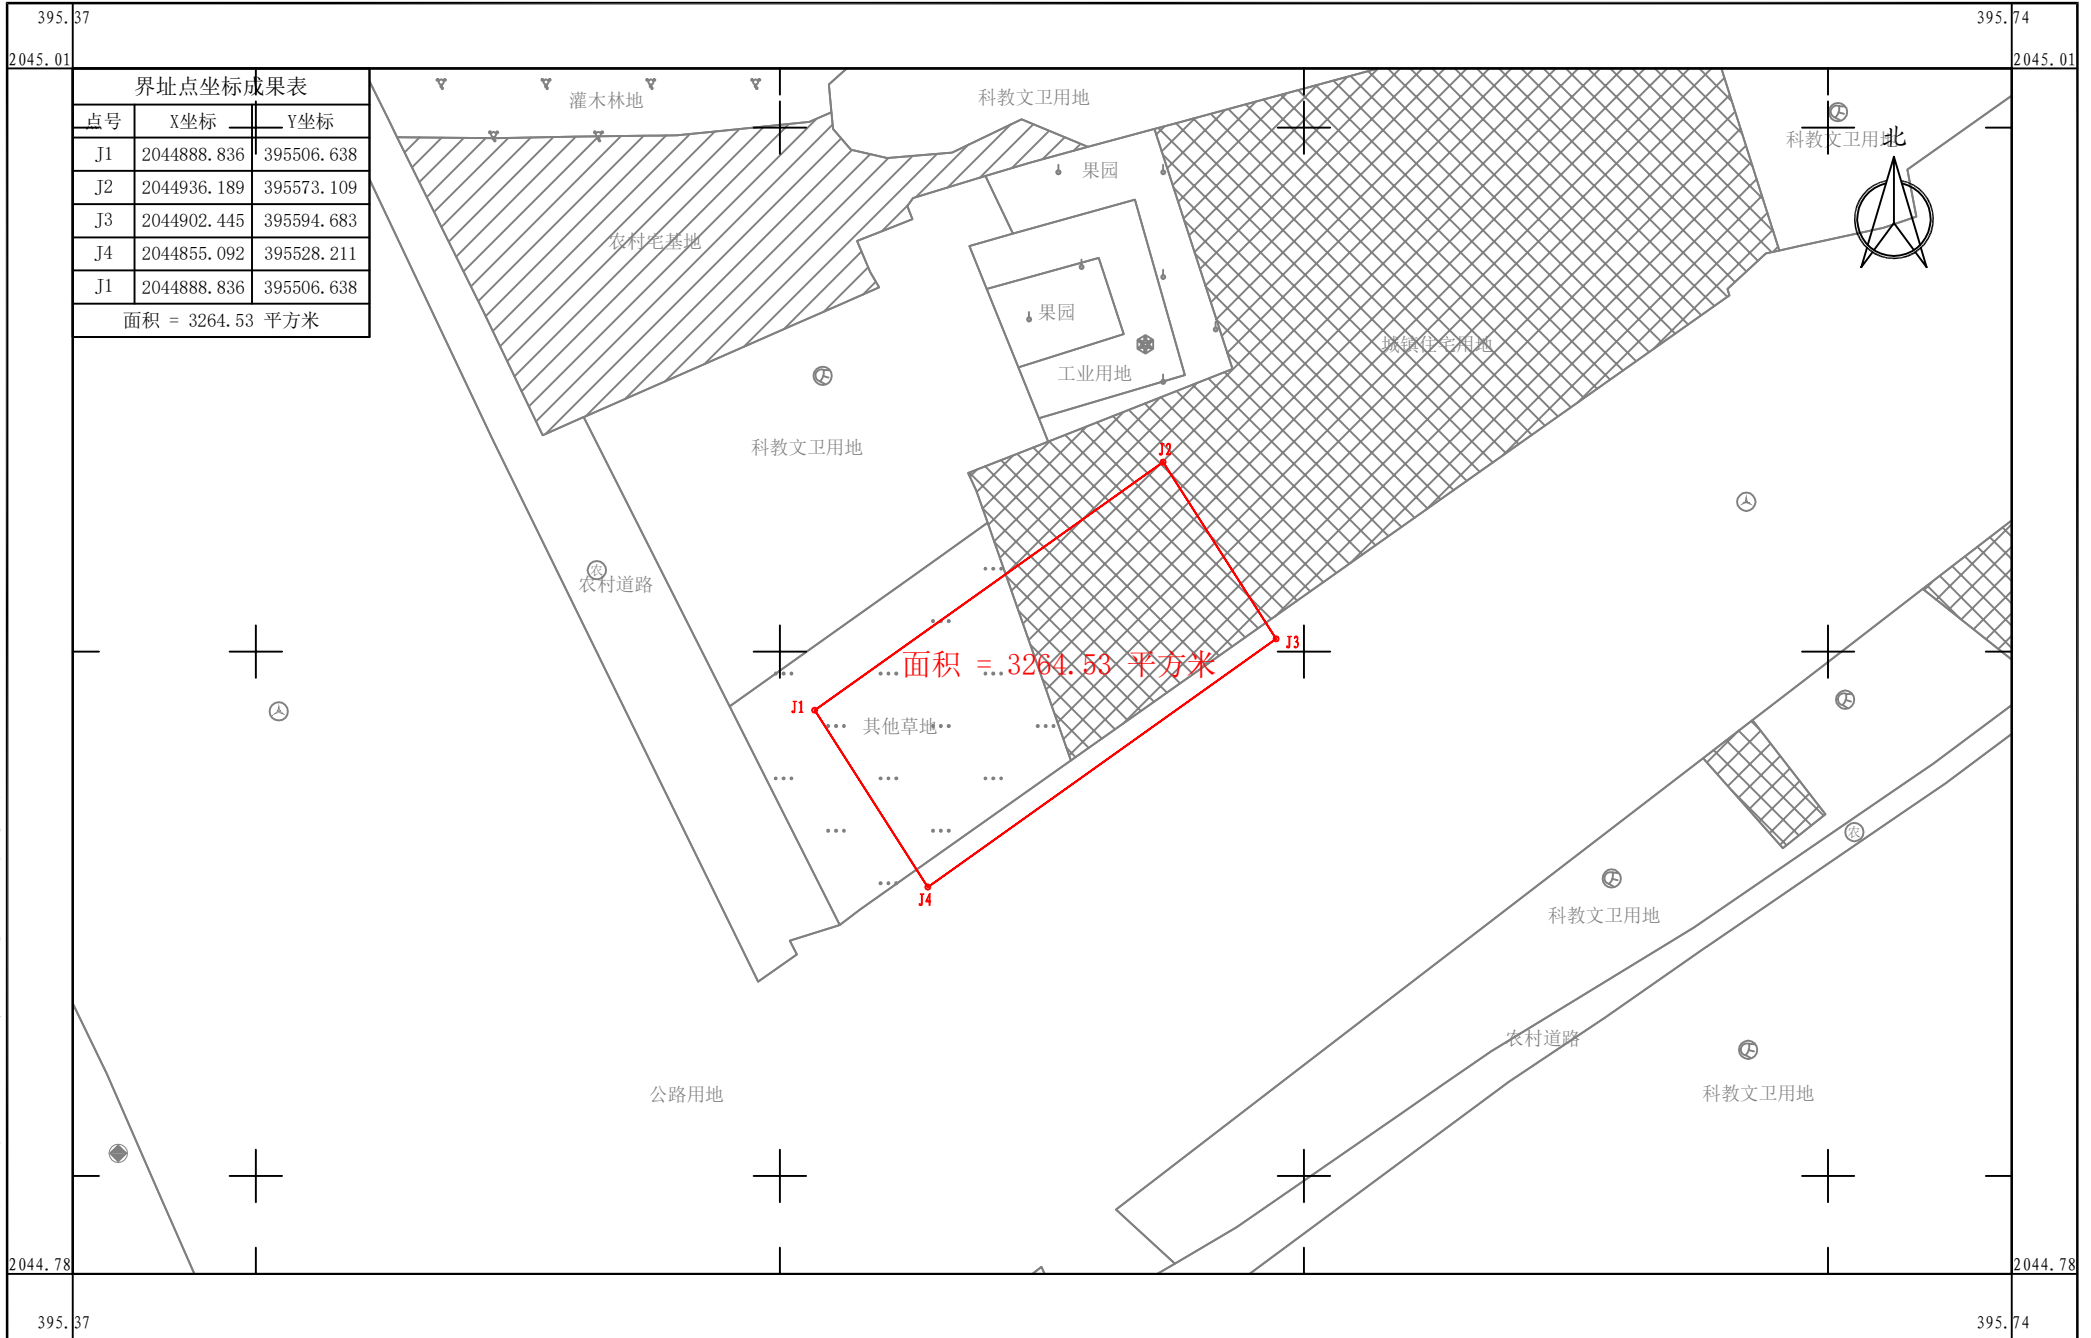 395.37
395.74
2045.01
2045.01
界址点坐标成果表
点号 X坐标 Y坐标
J1 2044888.836 395506.638
J2 2044936.189 395573.109
J3 2044902.445 395594.683
J4 2044855.092 395528.211
J1 2044888.836 395506.638
面积 = 3264.53 平方米
灌木林地
科教文卫用地
科教文卫用地
北
果园
农村宅基地
果园
城镇住宅用地
工业用地
科教文卫用地
J2
农
农村道路
J3
面积 = 3264.53 平方米
J1
其他草地
农
J4
科教文卫用地
农村道路
公路用地
科教文卫用地
2044.78
2044.78
395.37
395.74